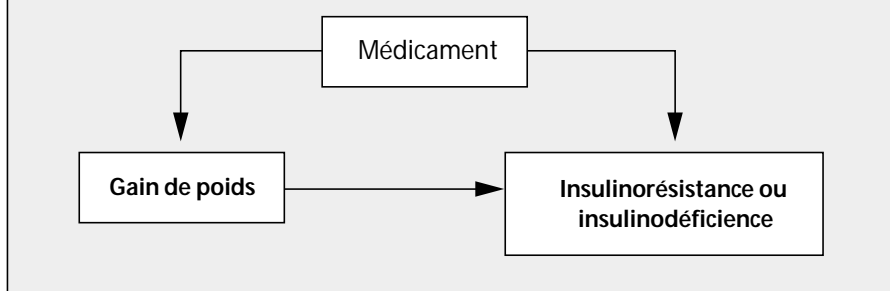 Médicament
Gain de poids
Insulinorésistance ou
insulinodéficience